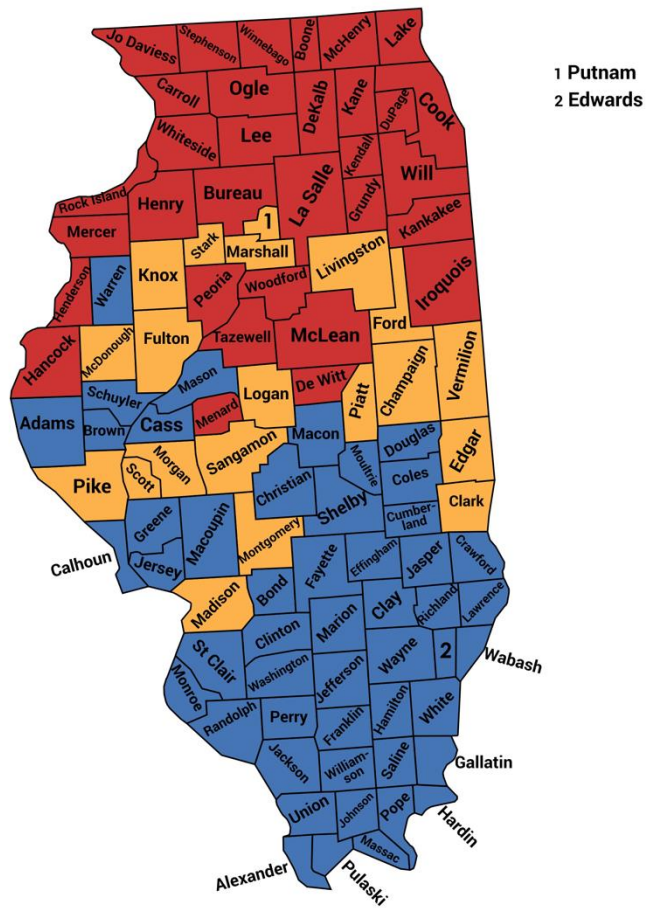 Jo Daviess
Stephenson
Winnebago
Boone
McHenry
Lake
1 Putnam
2 Edwards
Carroll
Ogle
DeKalb
Kane
DuPage
Cook
Whiteside
Lee
Kendall
Will
Rock Island
Henry
Bureau
La Salle
Grundy
Mercer
1
Kankakee
Stark
Marshall
Livingston
Henderson
Warren
Knox
Peoria
Woodford
Iroquois
Hancock
McDonough
Fulton
Tazewell
McLean
Ford
Schuyler
Mason
Logan
De Witt
Piatt
Champaign
Vermilion
Adams
Brown
Cass
Menard
Macon
Douglas
Edgar
Pike
Scott
Morgan
Sangamon
Christian
Moultrie
Coles
Clark
Shelby
Cumber-
land
Calhoun
Greene
Jersey
Macoupin
Montgomery
Fayette
Effingham
Jasper
Crawford
Madison
Bond
Clay
Richland
Lawrence
St Clair
Clinton
Marion
Wayne
2
Wabash
Monroe
Washington
Jefferson
Randolph
Perry
Franklin
Hamilton
White
Jackson
William-
son
Saline
Gallatin
Union
Johnson
Pope
Hardin
Alexander
Pulaski
Massac